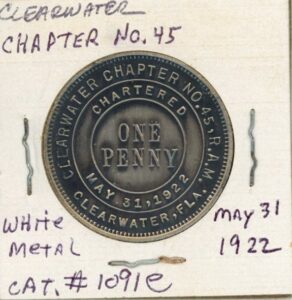 CLEARWATER
CHAPTER No. 45
CLEARWATER CHAPTER NO. 45, R.A.M.
CHARTERED
ONE
PENNY
MAY 31, 1922
CLEARWATER, FLA.
White
Metal
MAY 31
1922
CAT. # 1091e